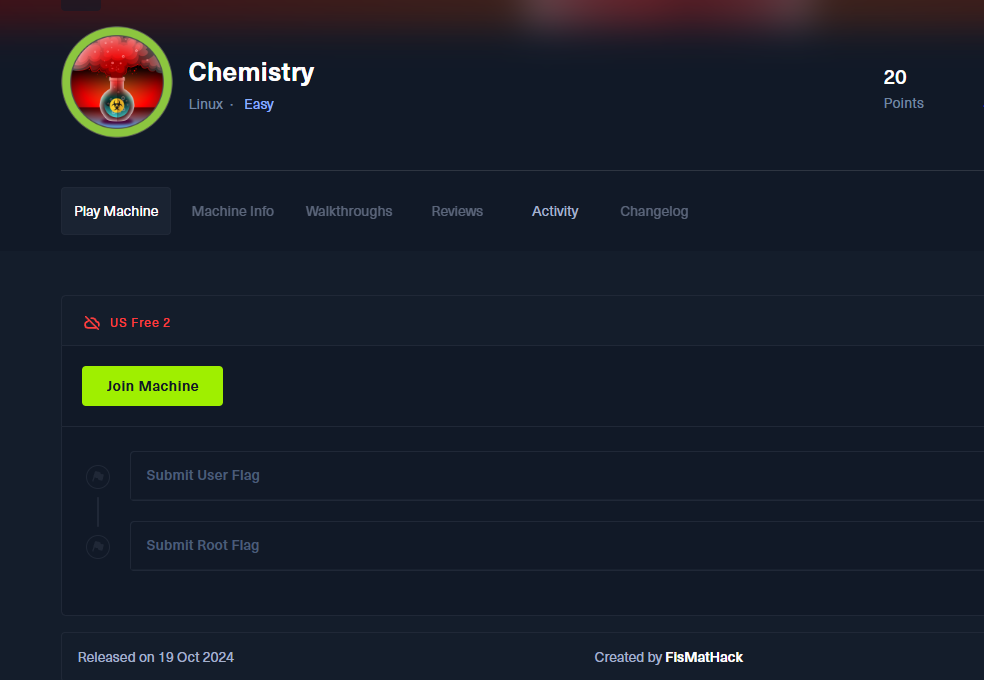 Chemistry
Linux · Easy
20
Points
Play Machine Machine Info Walkthroughs Reviews Activity Changelog
US Free 2
Join Machine
Submit User Flag
Submit Root Flag
Released on 19 Oct 2024 Created by FisMatHack